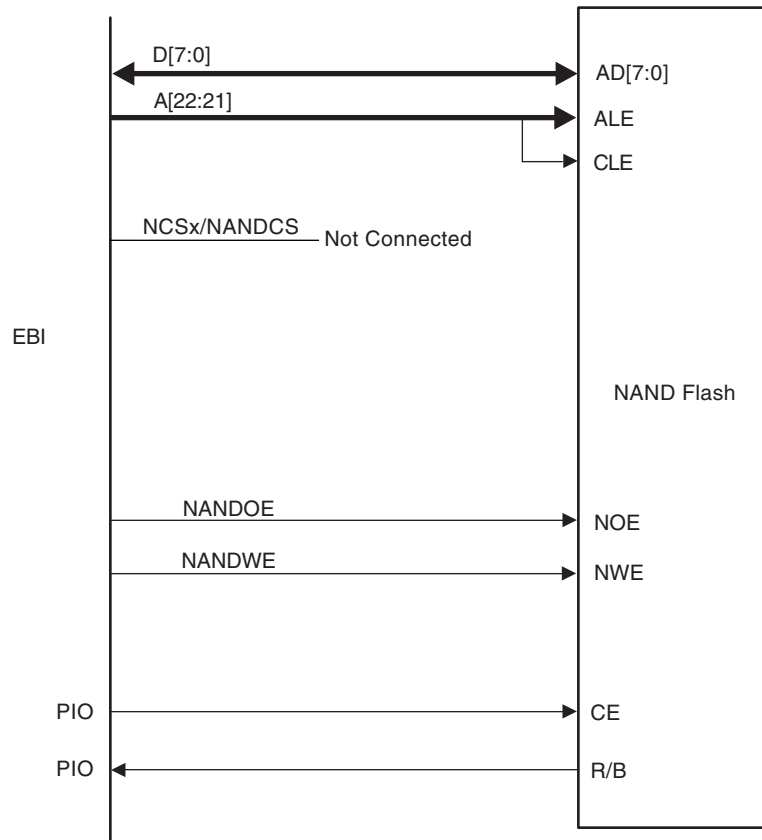 D[7:0]
AD[7:0]
A[22:21]
ALE
CLE
NCSx/NANDCS
Not Connected
EBI
NAND Flash
NANDOE
NOE
NANDWE
NWE
PIO
CE
PIO
R/B